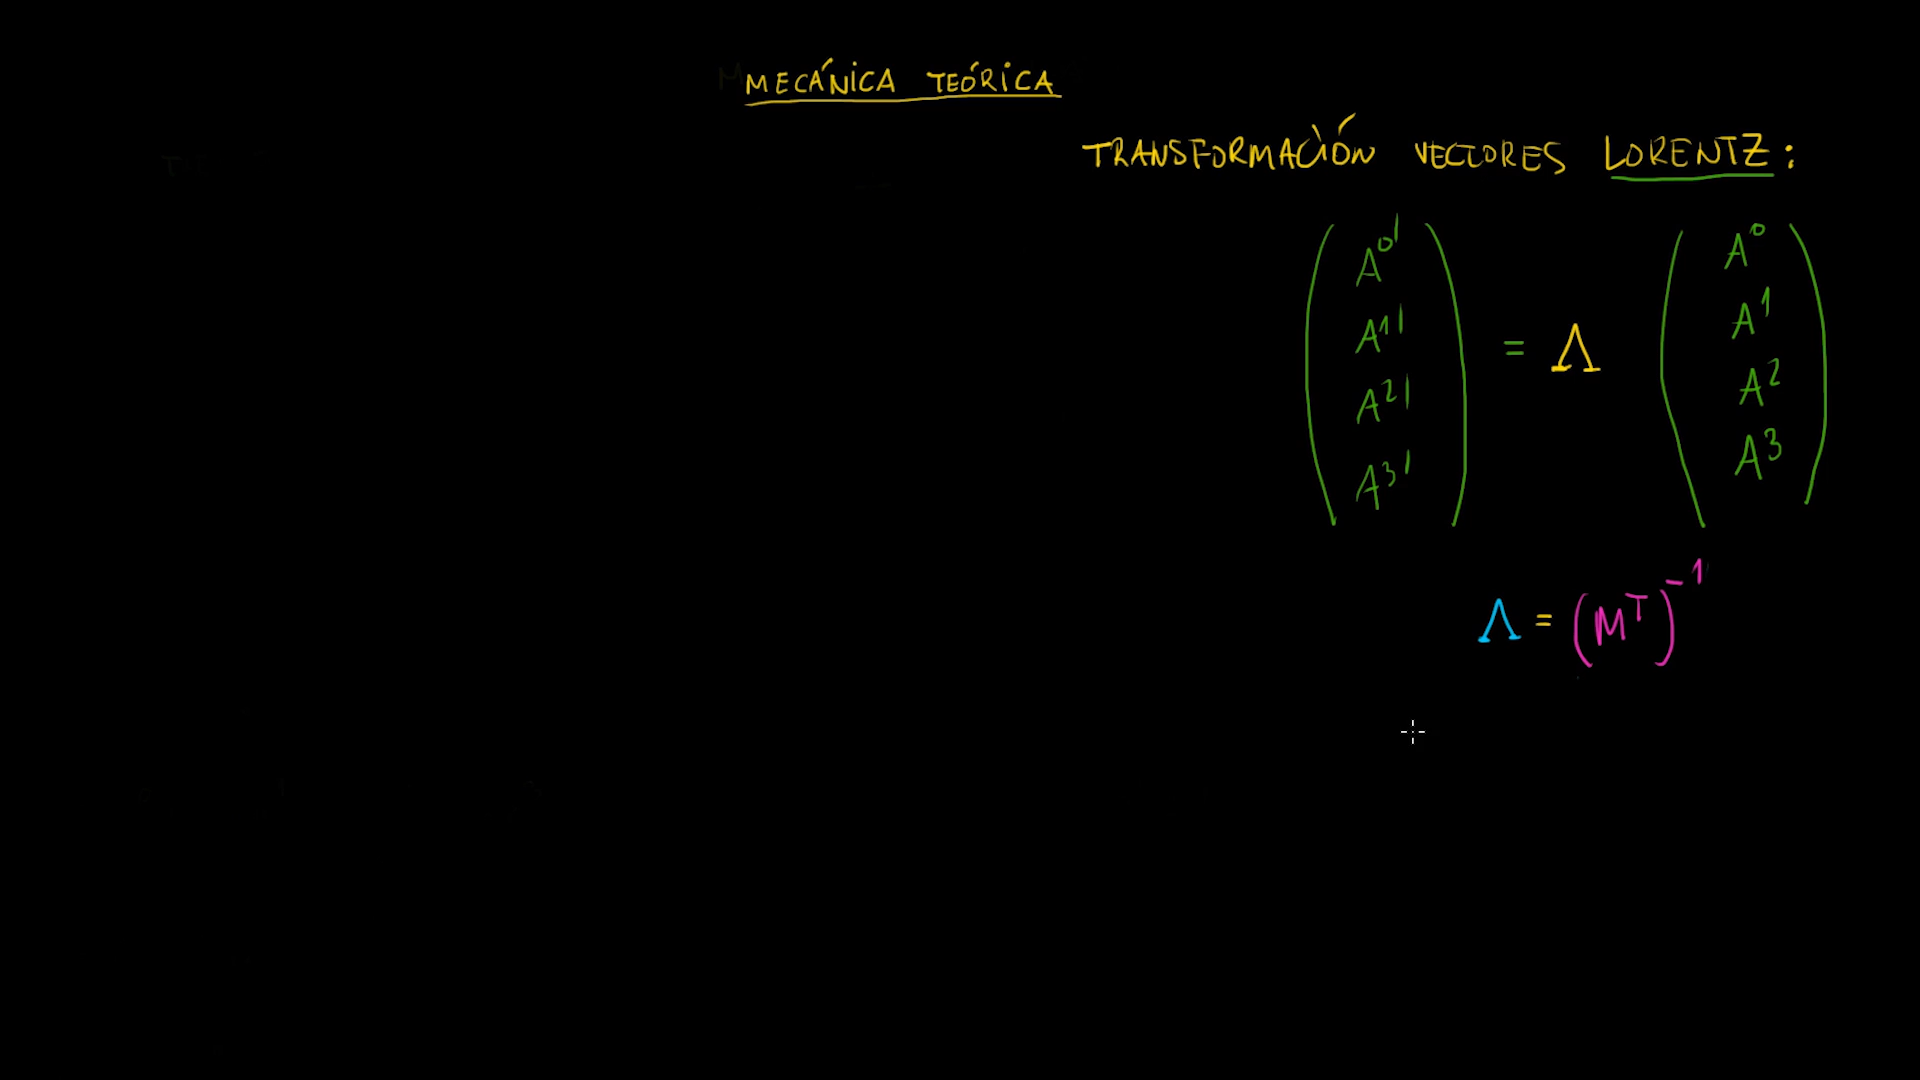 MECÁNICA TEÓRICA
TRANSFORMACIÓN VECTORES LORENTZ:
( A^0' A^1' A^2' A^3' ) = Λ ( A^0 A^1 A^2 A^3 )
Λ = (M^T)^-1